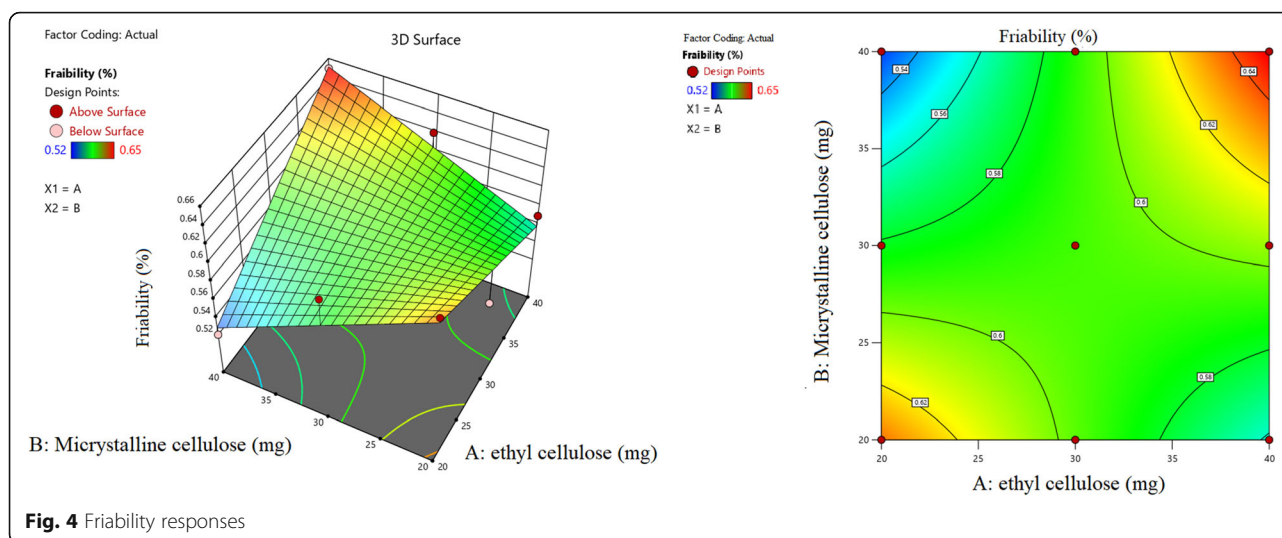 Factor Coding: Actual
3D Surface
Fraibility (%)
Design Points:
Above Surface
Below Surface
0.52 0.65
X1 = A
X2 = B
0.66
0.64
0.62
0.6
0.58
0.56
0.54
0.52
Friability (%)
40
35
30
25
20
20
25
30
35
40
B: Micrystalline cellulose (mg)
A: ethyl cellulose (mg)
Factor Coding: Actual
Fraibility (%)
Design Points
0.52 0.65
X1 = A
X2 = B
Friability (%)
40
35
30
25
20
B: Micrystalline cellulose (mg)
0.54
0.64
0.56
0.62
0.58
0.6
0.6
0.58
0.62
20
25
30
35
40
A: ethyl cellulose (mg)
Fig. 4 Friability responses